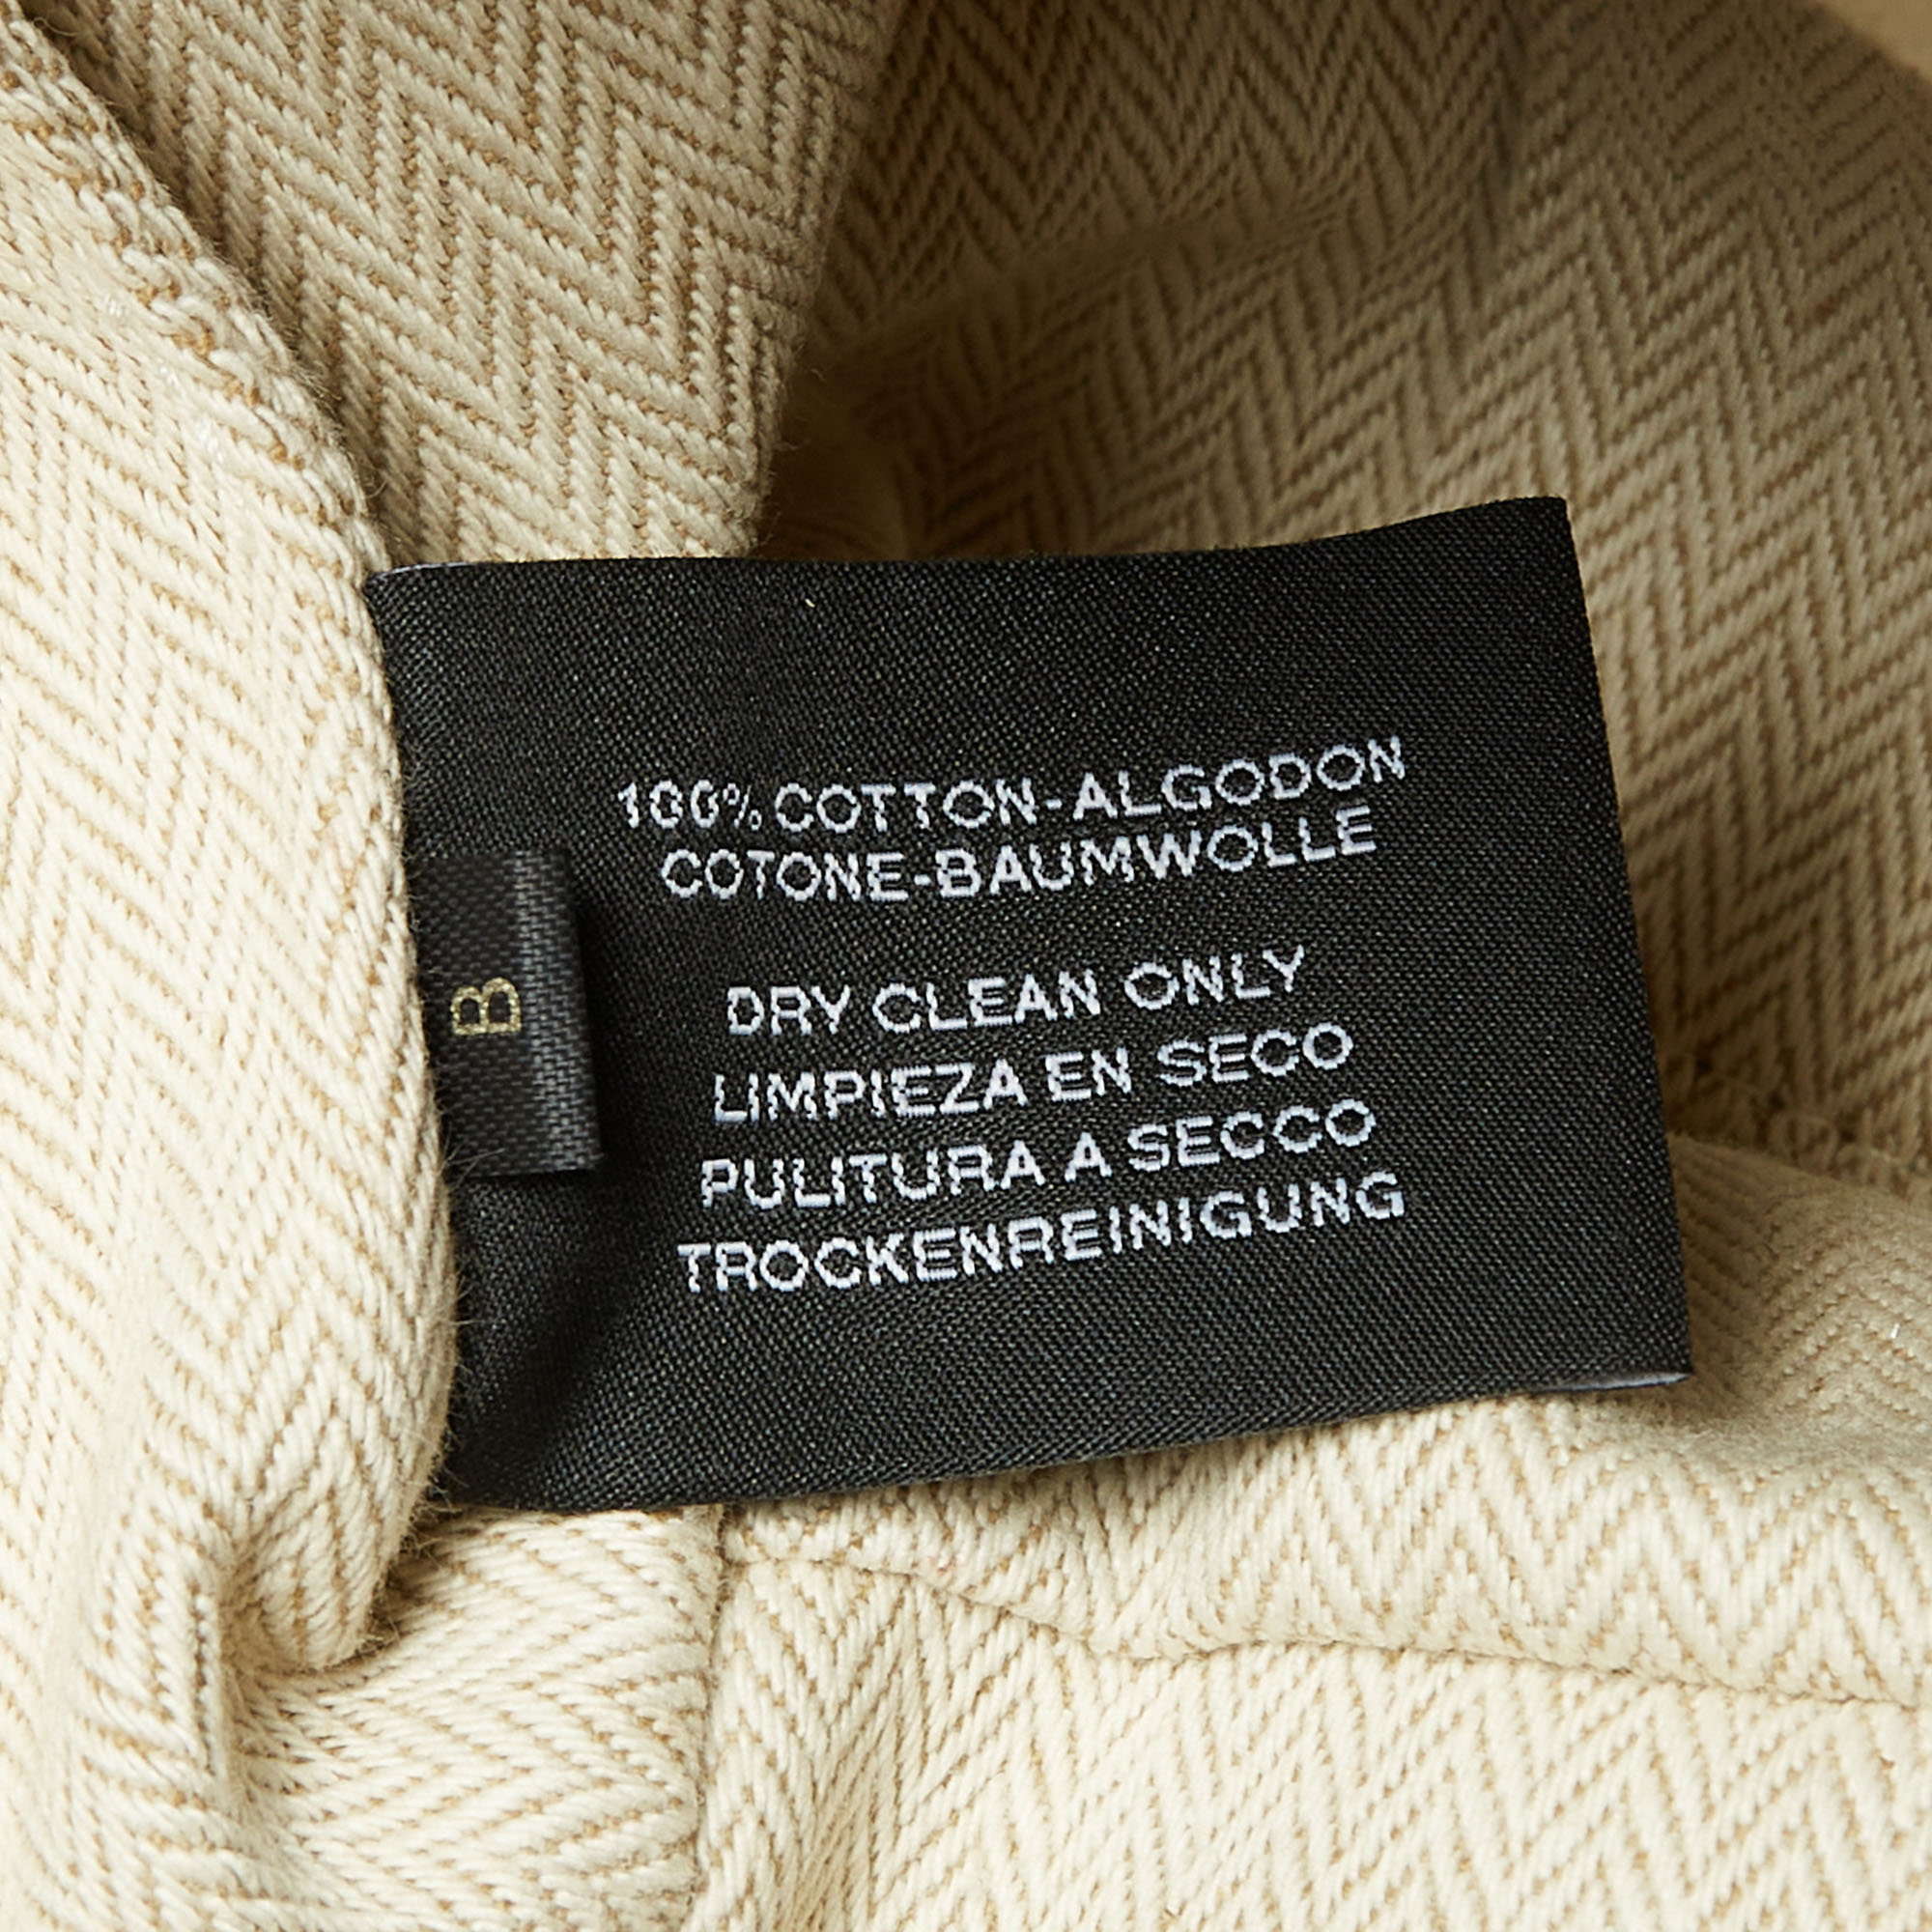 100% COTTON-ALGODON
COTONE-BAUMWOLLE
DRY CLEAN ONLY
LIMPIEZA EN SECO
PULITURA A SECCO
TROCKENREINIGUNG
B